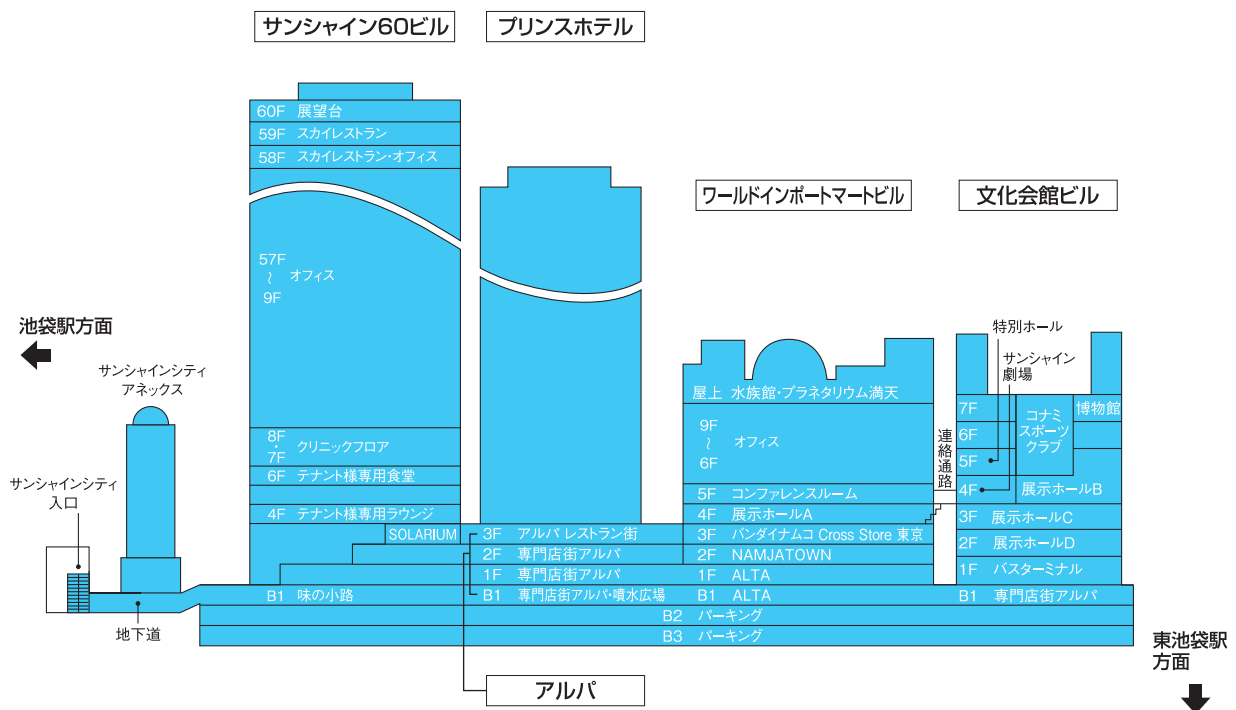 サンシャイン60ビル
プリンスホテル
60F 展望台
59F スカイレストラン
58F スカイレストラン・オフィス
57F
〜
9F
オフィス
8F
・
7F
クリニックフロア
6F テナント様専用食堂
4F テナント様専用ラウンジ
SOLARIUM
B1 味の小路
池袋駅方面
サンシャインシティ
アネックス
サンシャインシティ
入口
地下道
3F アルパ レストラン街
2F 専門店街アルパ
1F 専門店街アルパ
B1 専門店街アルパ・噴水広場
アルパ
ワールドインポートマートビル
屋上 水族館・プラネタリウム満天
9F
〜
6F
オフィス
5F コンファレンスルーム
4F 展示ホールA
3F バンダイナムコ Cross Store 東京
2F NAMJATOWN
1F ALTA
B1 ALTA
B2 パーキング
B3 パーキング
連絡通路
文化会館ビル
特別ホール
サンシャイン
劇場
7F
6F
5F
4F
コナミ
スポーツ
クラブ
博物館
展示ホールB
3F 展示ホールC
2F 展示ホールD
1F バスターミナル
B1 専門店街アルパ
東池袋駅
方面